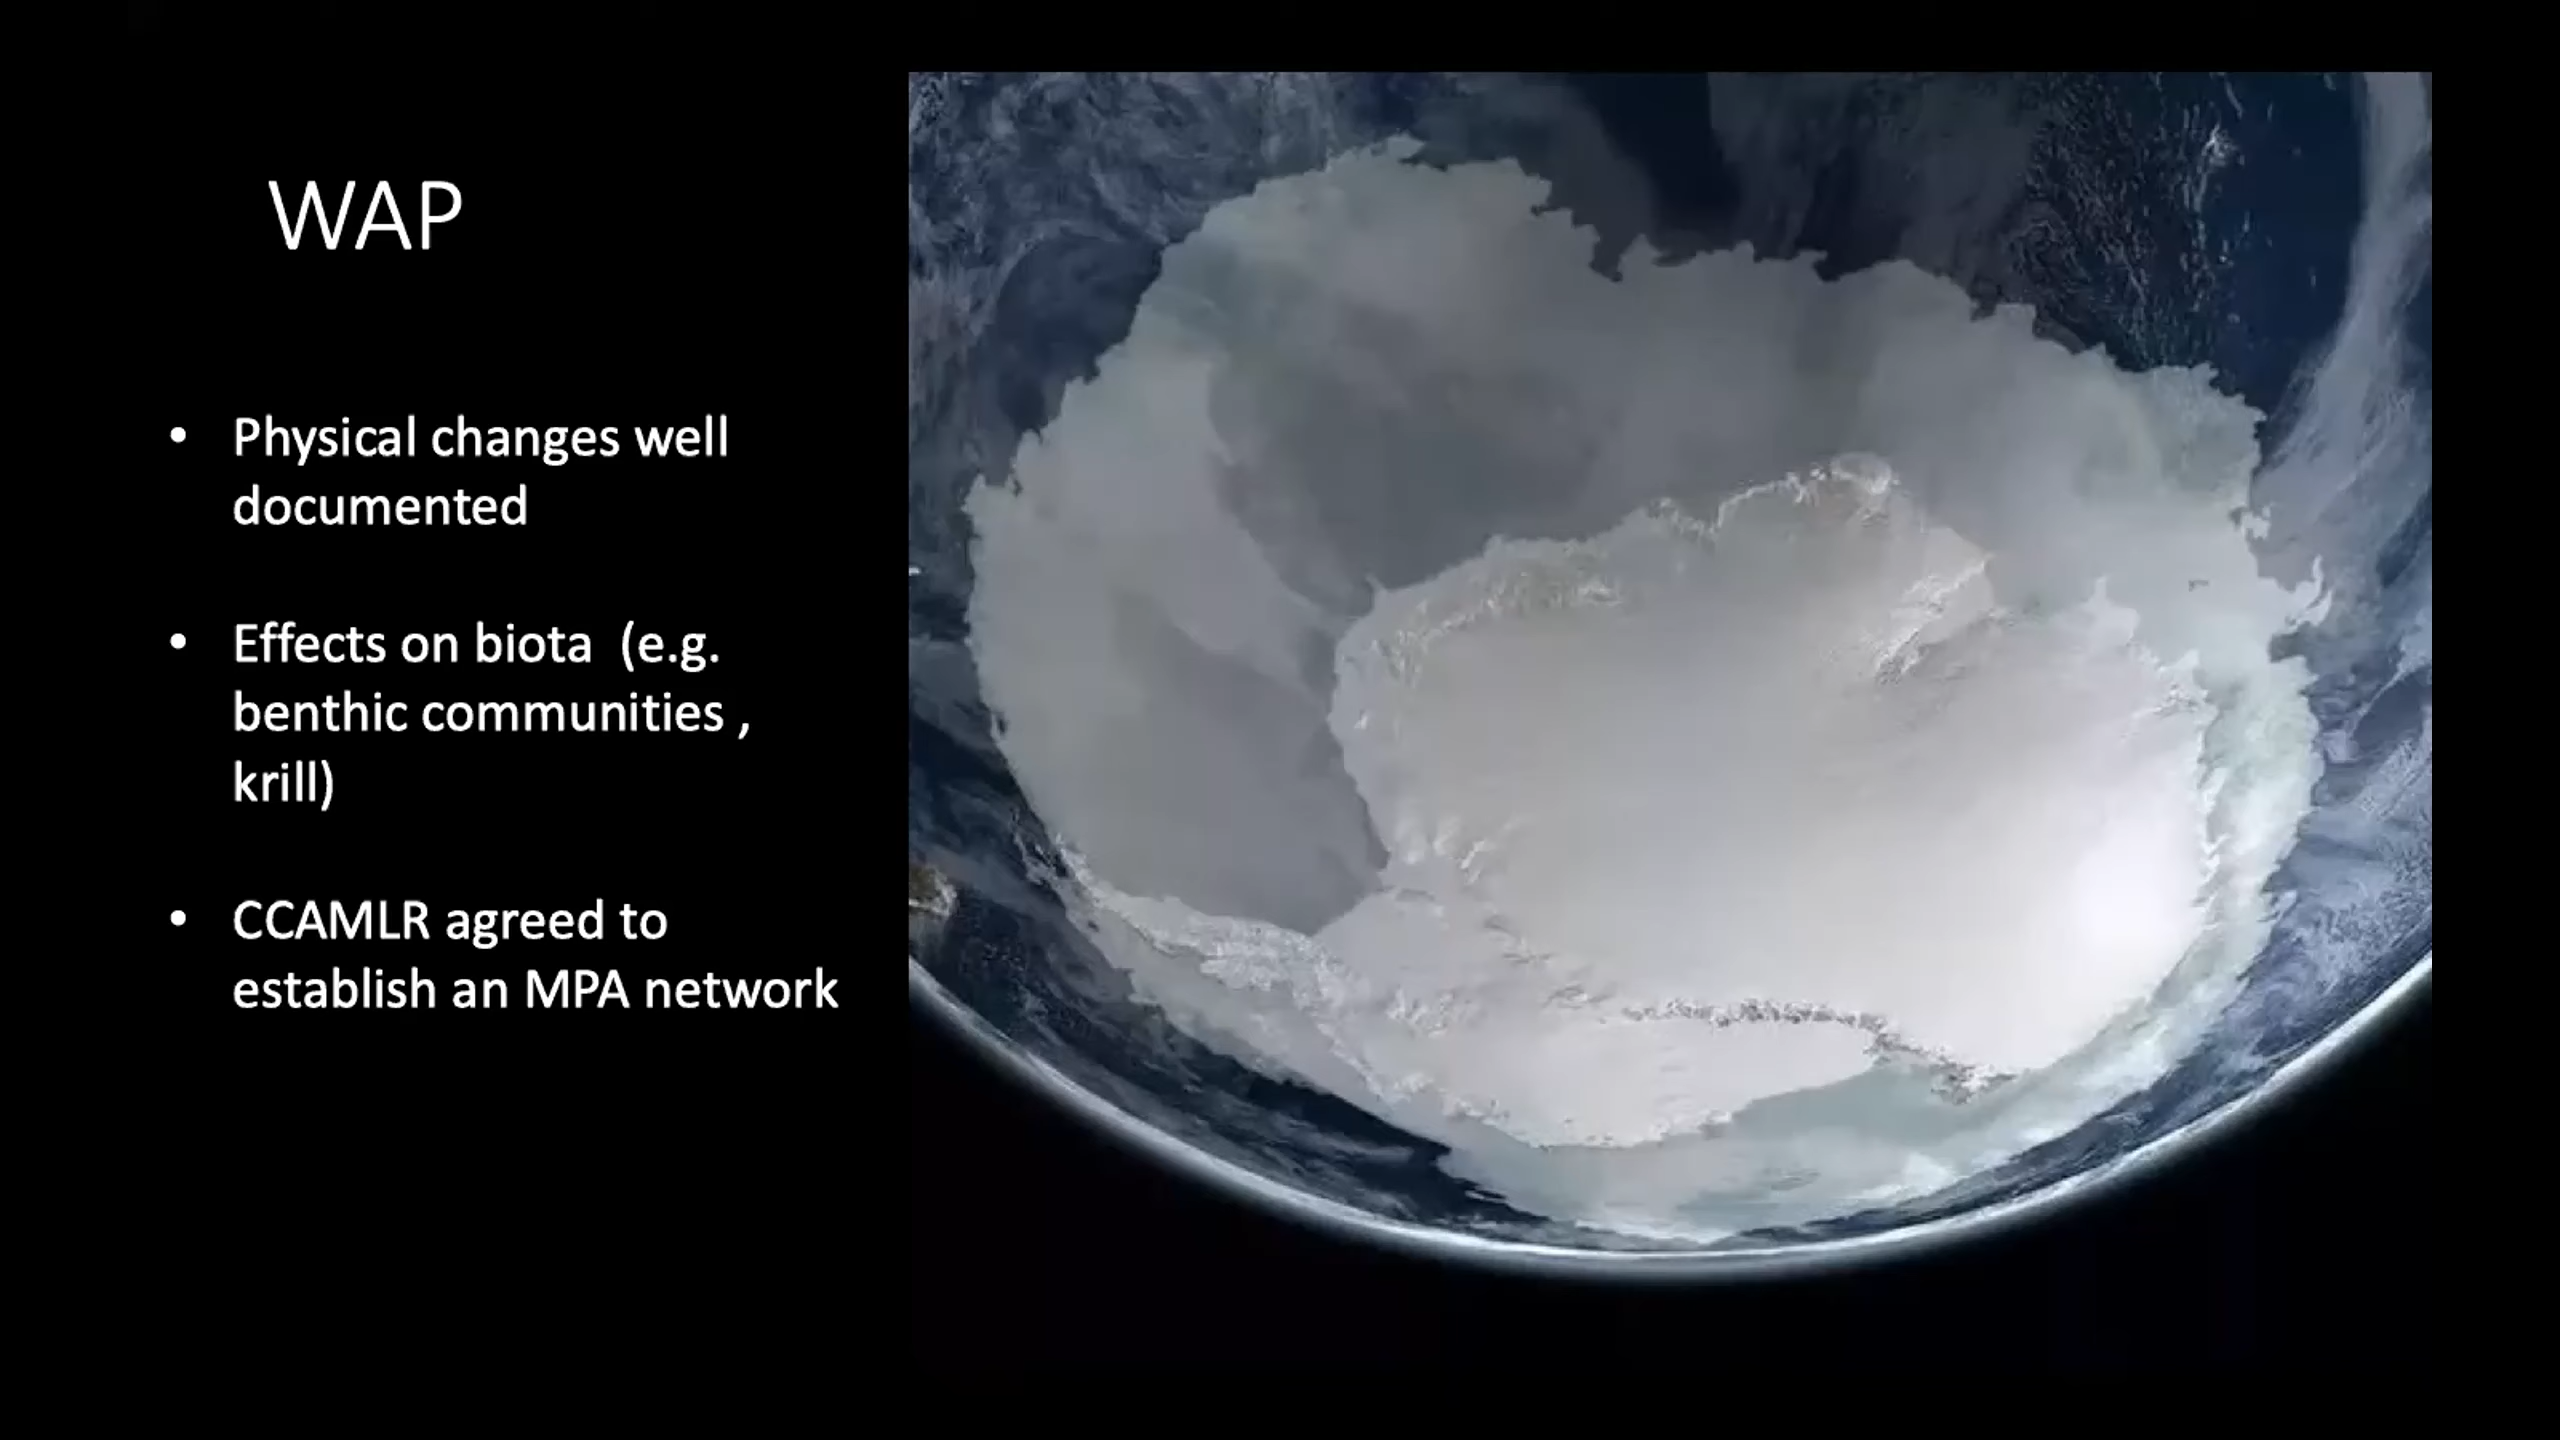 WAP
• Physical changes well
documented
• Effects on biota  (e.g.
benthic communities ,
krill)
• CCAMLR agreed to
establish an MPA network